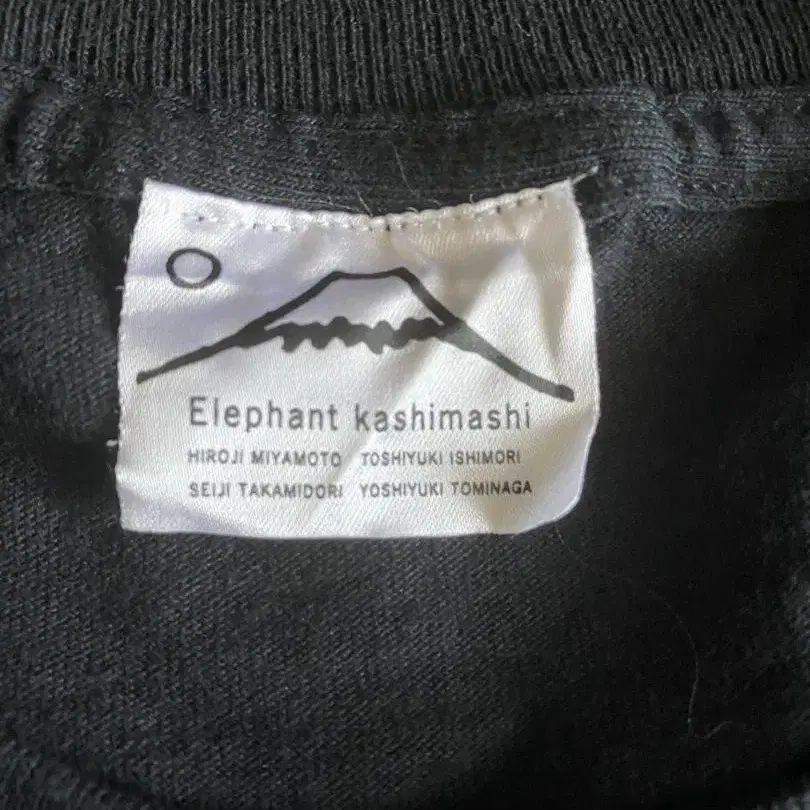 Elephant kashimashi
HIROJI MIYAMOTO TOSHIYUKI ISHIMORI
SEIJI TAKAMIDORI YOSHIYUKI TOMINAGA